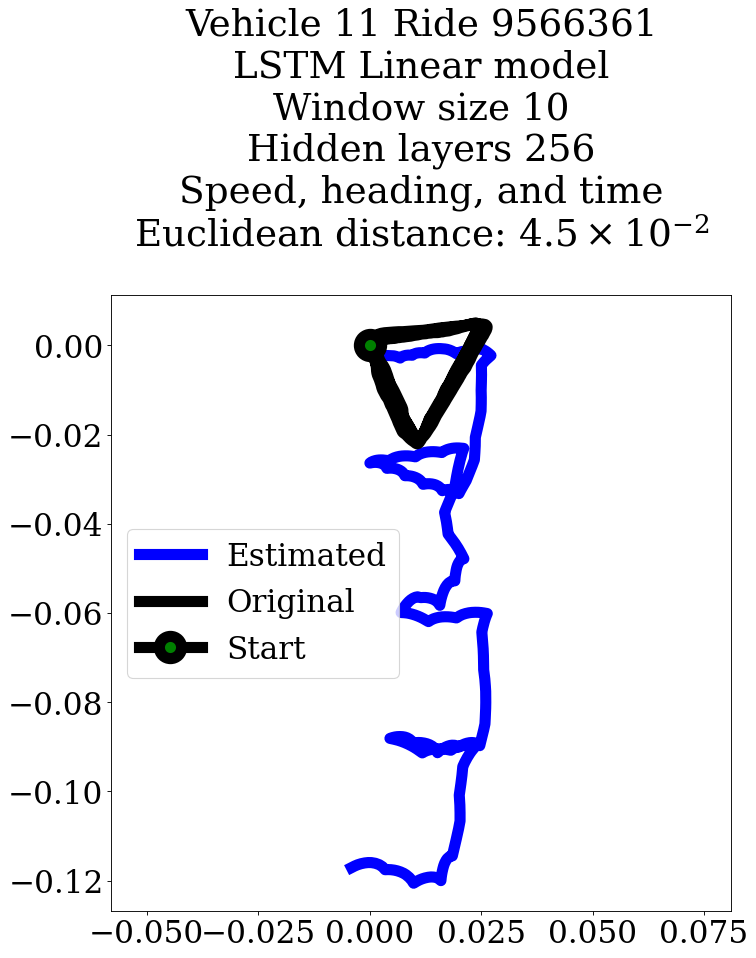 Vehicle 11 Ride 9566361
LSTM Linear model
Window size 10
Hidden layers 256
Speed, heading, and time
Euclidean distance: 4.5 × 10⁻²
0.00
−0.02
−0.04
−0.06
−0.08
−0.10
−0.12
Estimated
Original
Start
−0.050 −0.025 0.000 0.025 0.050 0.075